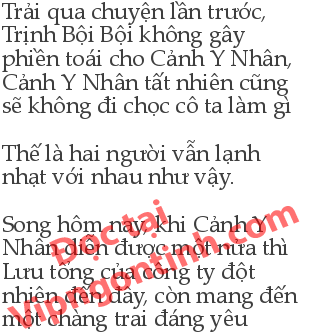 Trải qua chuyện lần trước,
Trịnh Bội Bội không gây
phiền toái cho Cảnh Y Nhân,
Cảnh Y Nhân tất nhiên cũng
sẽ không đi chọc cô ta làm gì
Thế là hai người vẫn lạnh
nhạt với nhau như vậy.
Song hôm nay, khi Cảnh Y
Nhân diễn được một nửa thì
Lưu tổng của công ty đột
nhiên đến đây, còn mang đến
một chàng trai đáng yêu
Đọc tại
Vipngontinh.com